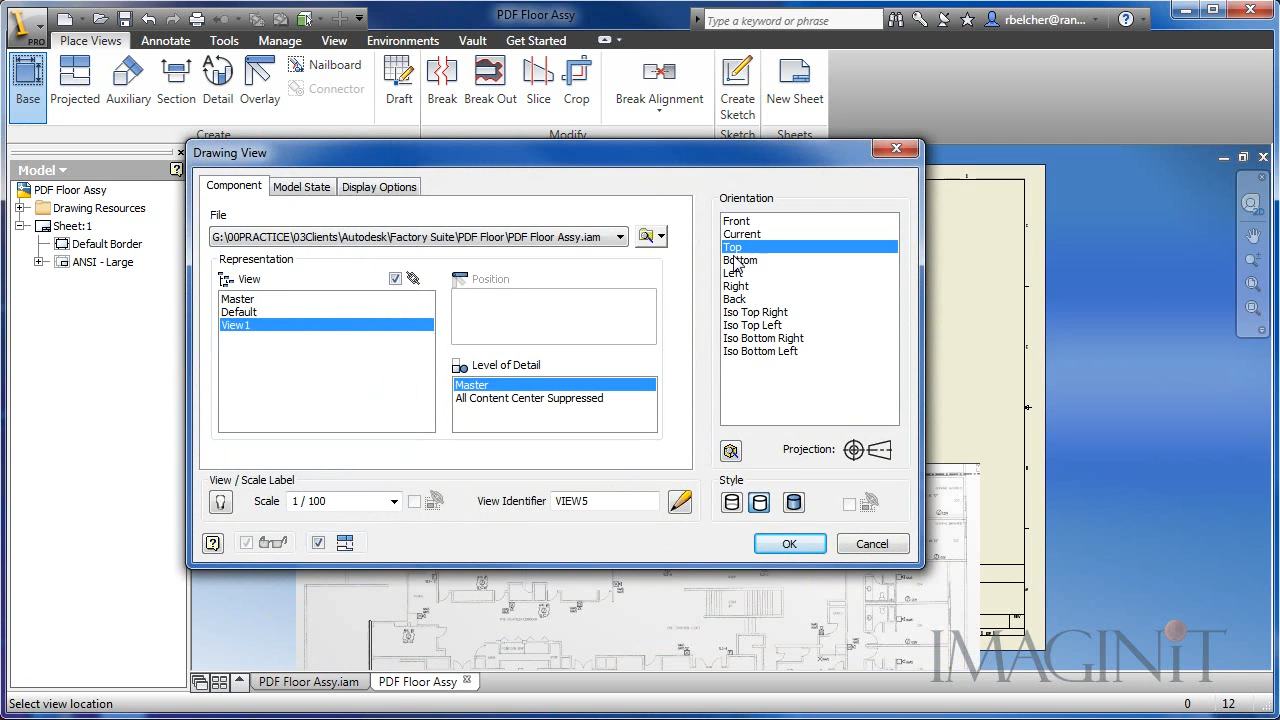 PDF Floor Assy
Type a keyword or phrase
rbelcher@ran...
PRO
Place Views
Annotate
Tools
Manage
View
Environments
Vault
Get Started
Base
Projected
Auxiliary
Section
Detail
Overlay
Nailboard
Connector
Draft
Break
Break Out
Slice
Crop
Break Alignment
Create
Sketch
New Sheet
Create
Modify
Sketch
Sheets
Model
PDF Floor Assy
Drawing Resources
Sheet:1
Default Border
ANSI - Large
Drawing View
Component
Model State
Display Options
File
G:\00PRACTICE\03Clients\Autodesk\Factory Suite\PDF Floor\PDF Floor Assy.iam
Representation
View
Master
Default
View1
Position
Level of Detail
Master
All Content Center Suppressed
Orientation
Front
Current
Top
Bottom
Left
Right
Back
Iso Top Right
Iso Top Left
Iso Bottom Right
Iso Bottom Left
Projection:
View / Scale Label
Scale
1 / 100
View Identifier
VIEW5
Style
OK
Cancel
IMAGINiT
PDF Floor Assy.iam
PDF Floor Assy
Select view location
0
12